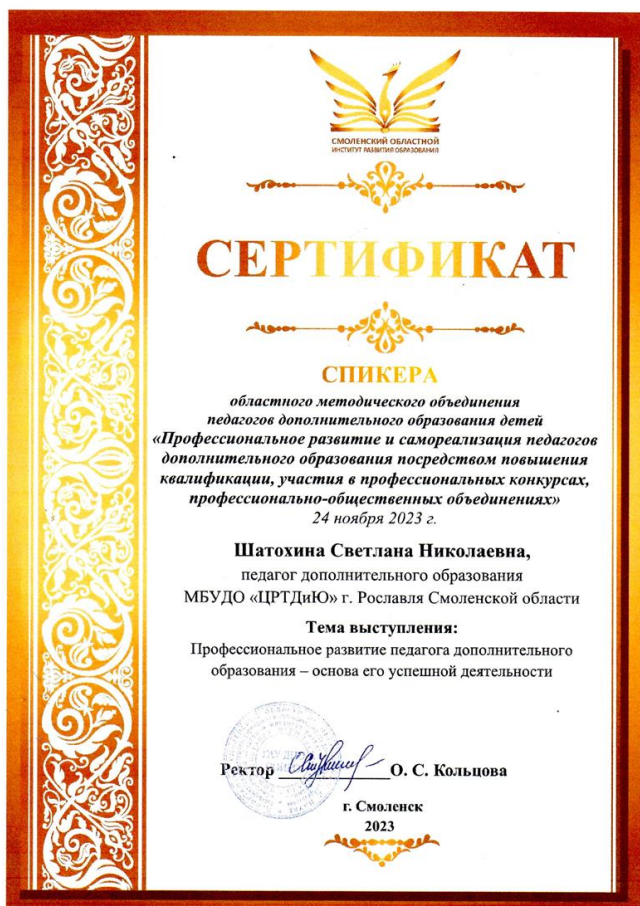 СМОЛЕНСКИЙ ОБЛАСТНОЙ
ИНСТИТУТ РАЗВИТИЯ ОБРАЗОВАНИЯ
СЕРТИФИКАТ
СПИКЕРА
областного методического объединения
педагогов дополнительного образования детей
«Профессиональное развитие и самореализация педагогов
дополнительного образования посредством повышения
квалификации, участия в профессиональных конкурсах,
профессионально-общественных объединениях»
24 ноября 2023 г.
Шатохина Светлана Николаевна,
педагог дополнительного образования
МБУДО «ЦРТДиЮ» г. Рославля Смоленской области
Тема выступления:
Профессиональное развитие педагога дополнительного
образования – основа его успешной деятельности
Ректор О. С. Кольцова
г. Смоленск
2023